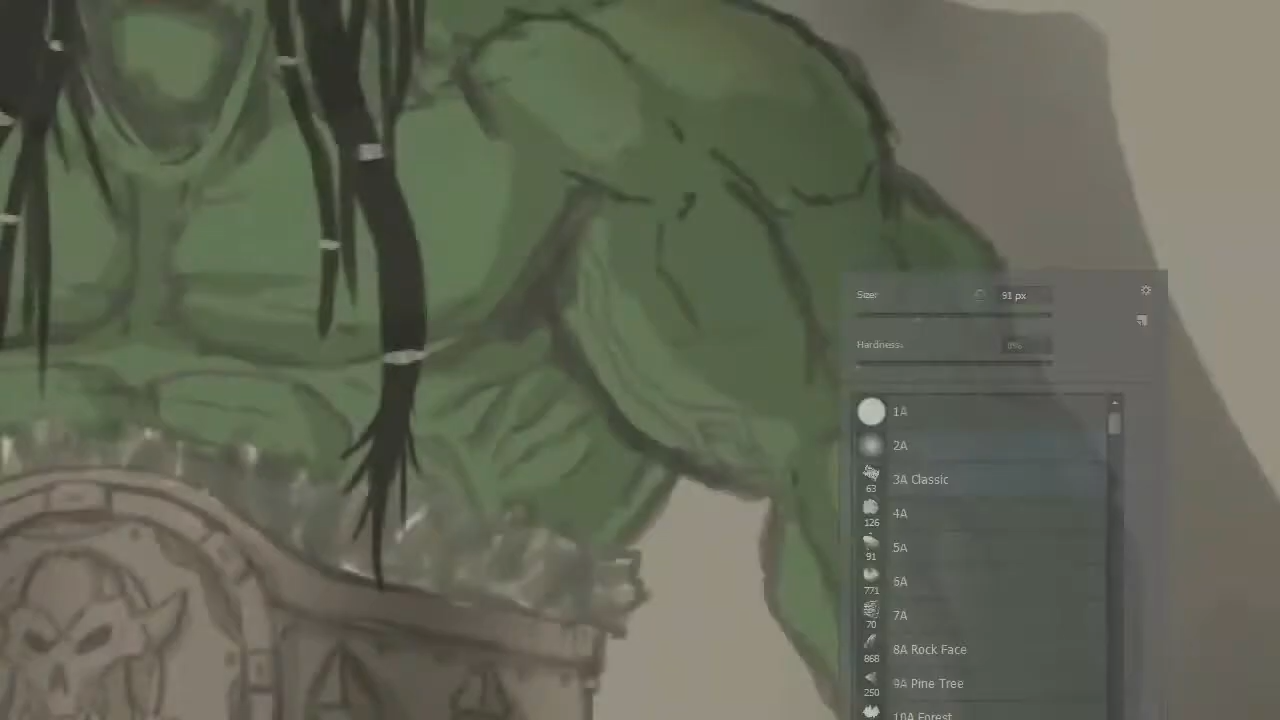 Size:
91 px
Hardness:
0%
1A
2A
3A Classic
63
4A
126
5A
91
6A
771
7A
70
8A Rock Face
868
9A Pine Tree
250
10A Forest